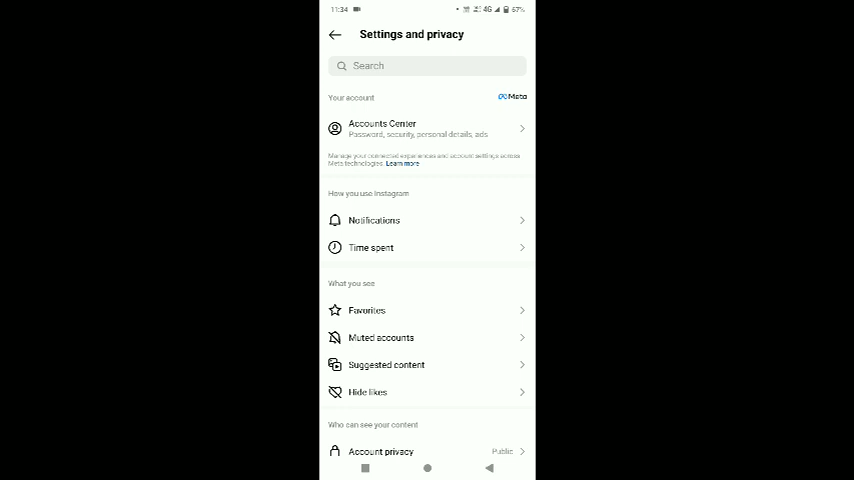 11:34 4G 67%
Settings and privacy
Search
Your account Meta
Accounts Center
Password, security, personal details, ads
Manage your connected experiences and account settings across
Meta technologies. Learn more
How you use Instagram
Notifications
Time spent
What you see
Favorites
Muted accounts
Suggested content
Hide likes
Who can see your content
Account privacy Public